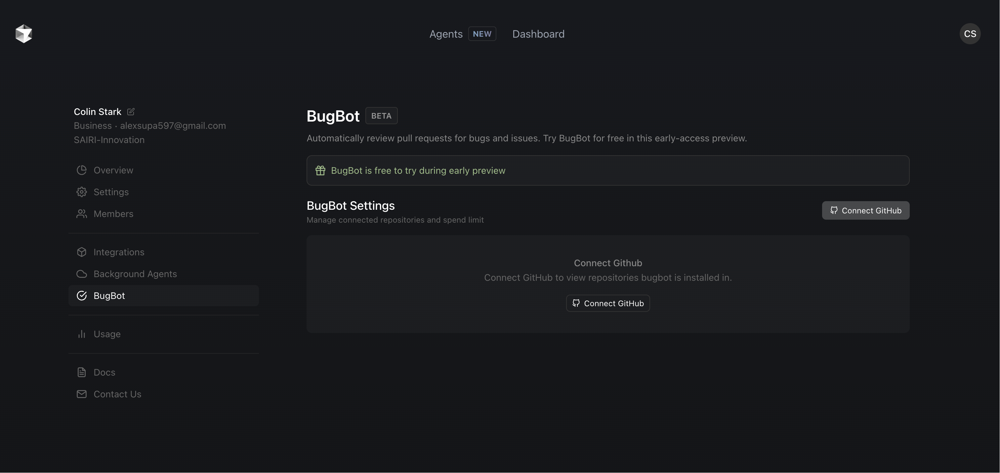 Agents NEW Dashboard
CS
Colin Stark
Business · alexsupa597@gmail.com
SAIRI-Innovation
Overview
Settings
Members
Integrations
Background Agents
BugBot
Usage
Docs
Contact Us
BugBot BETA
Automatically review pull requests for bugs and issues. Try BugBot for free in this early-access preview.
BugBot is free to try during early preview
BugBot Settings
Manage connected repositories and spend limit
Connect GitHub
Connect Github
Connect GitHub to view repositories bugbot is installed in.
Connect GitHub